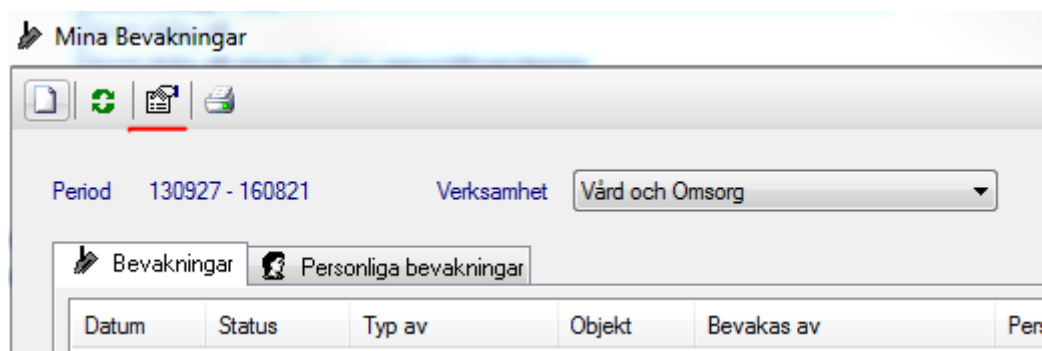 Mina Bevakningar
Period 130927 - 160821 Verksamhet Vård och Omsorg
Bevakningar Personliga bevakningar
Datum Status Typ av Objekt Bevakas av